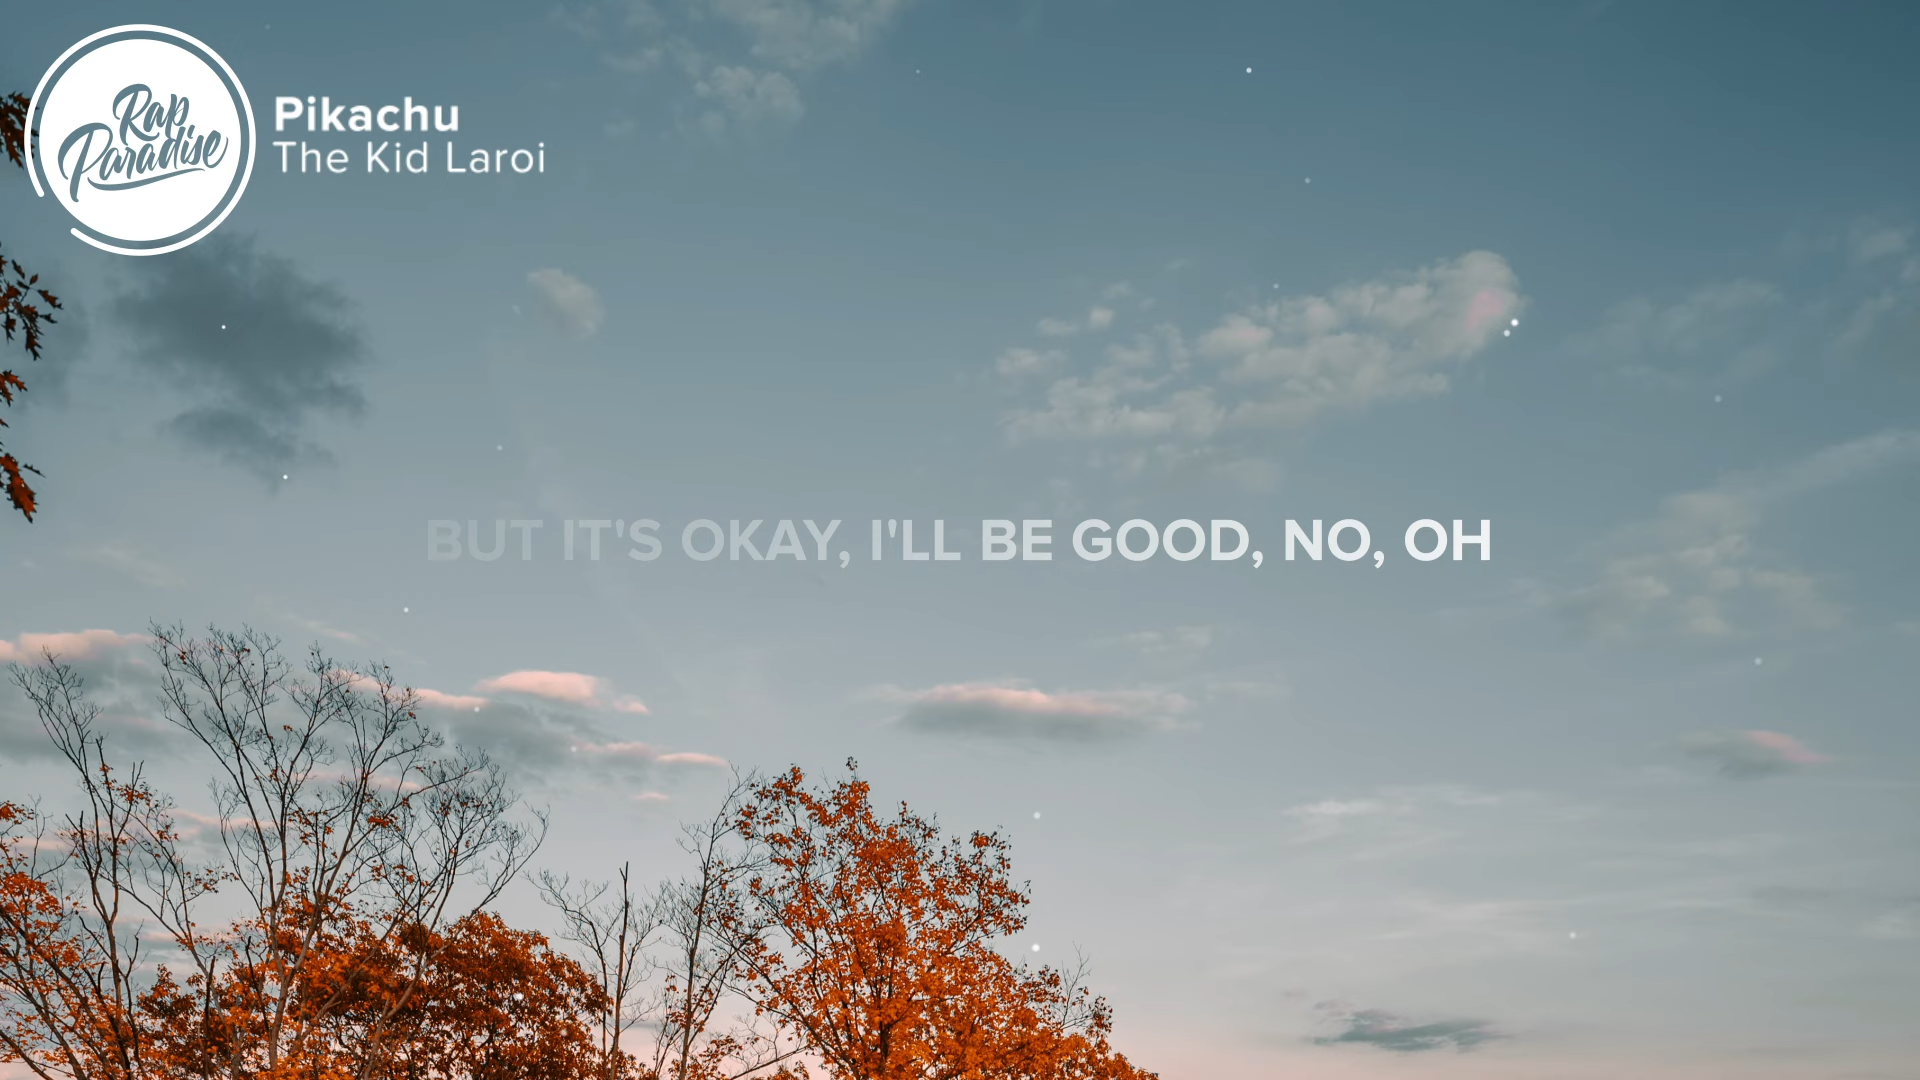 Rap
Paradise
Pikachu
The Kid Laroi
BUT IT'S OKAY, I'LL BE GOOD, NO, OH